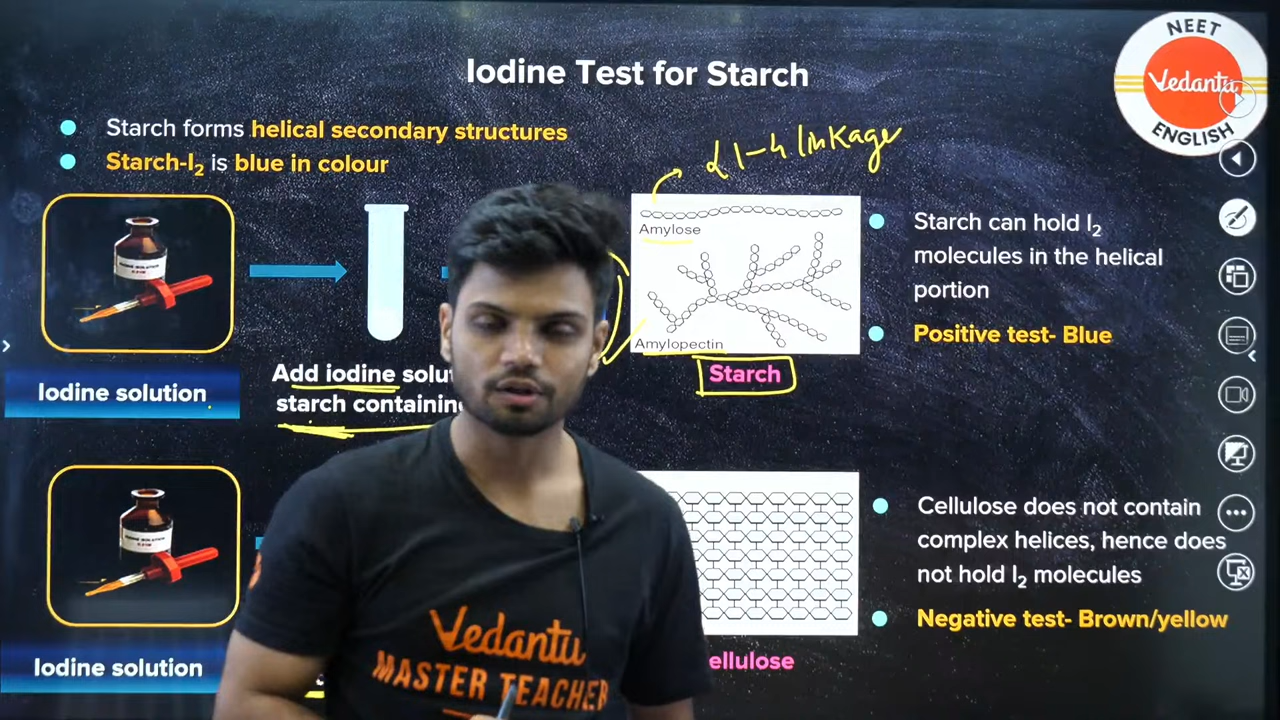 Iodine Test for Starch
NEET
Vedantu
ENGLISH
Starch forms helical secondary structures
Starch-I₂ is blue in colour
α 1-4 linkage
Amylose
Amylopectin
Starch
Starch can hold I₂
molecules in the helical
portion
Positive test- Blue
Iodine solution
Add iodine
starch
Cellulose does not contain
complex helices, hence does
not hold I₂ molecules
Negative test- Brown/yellow
Iodine solution
Vedantu
MASTER TEACHER